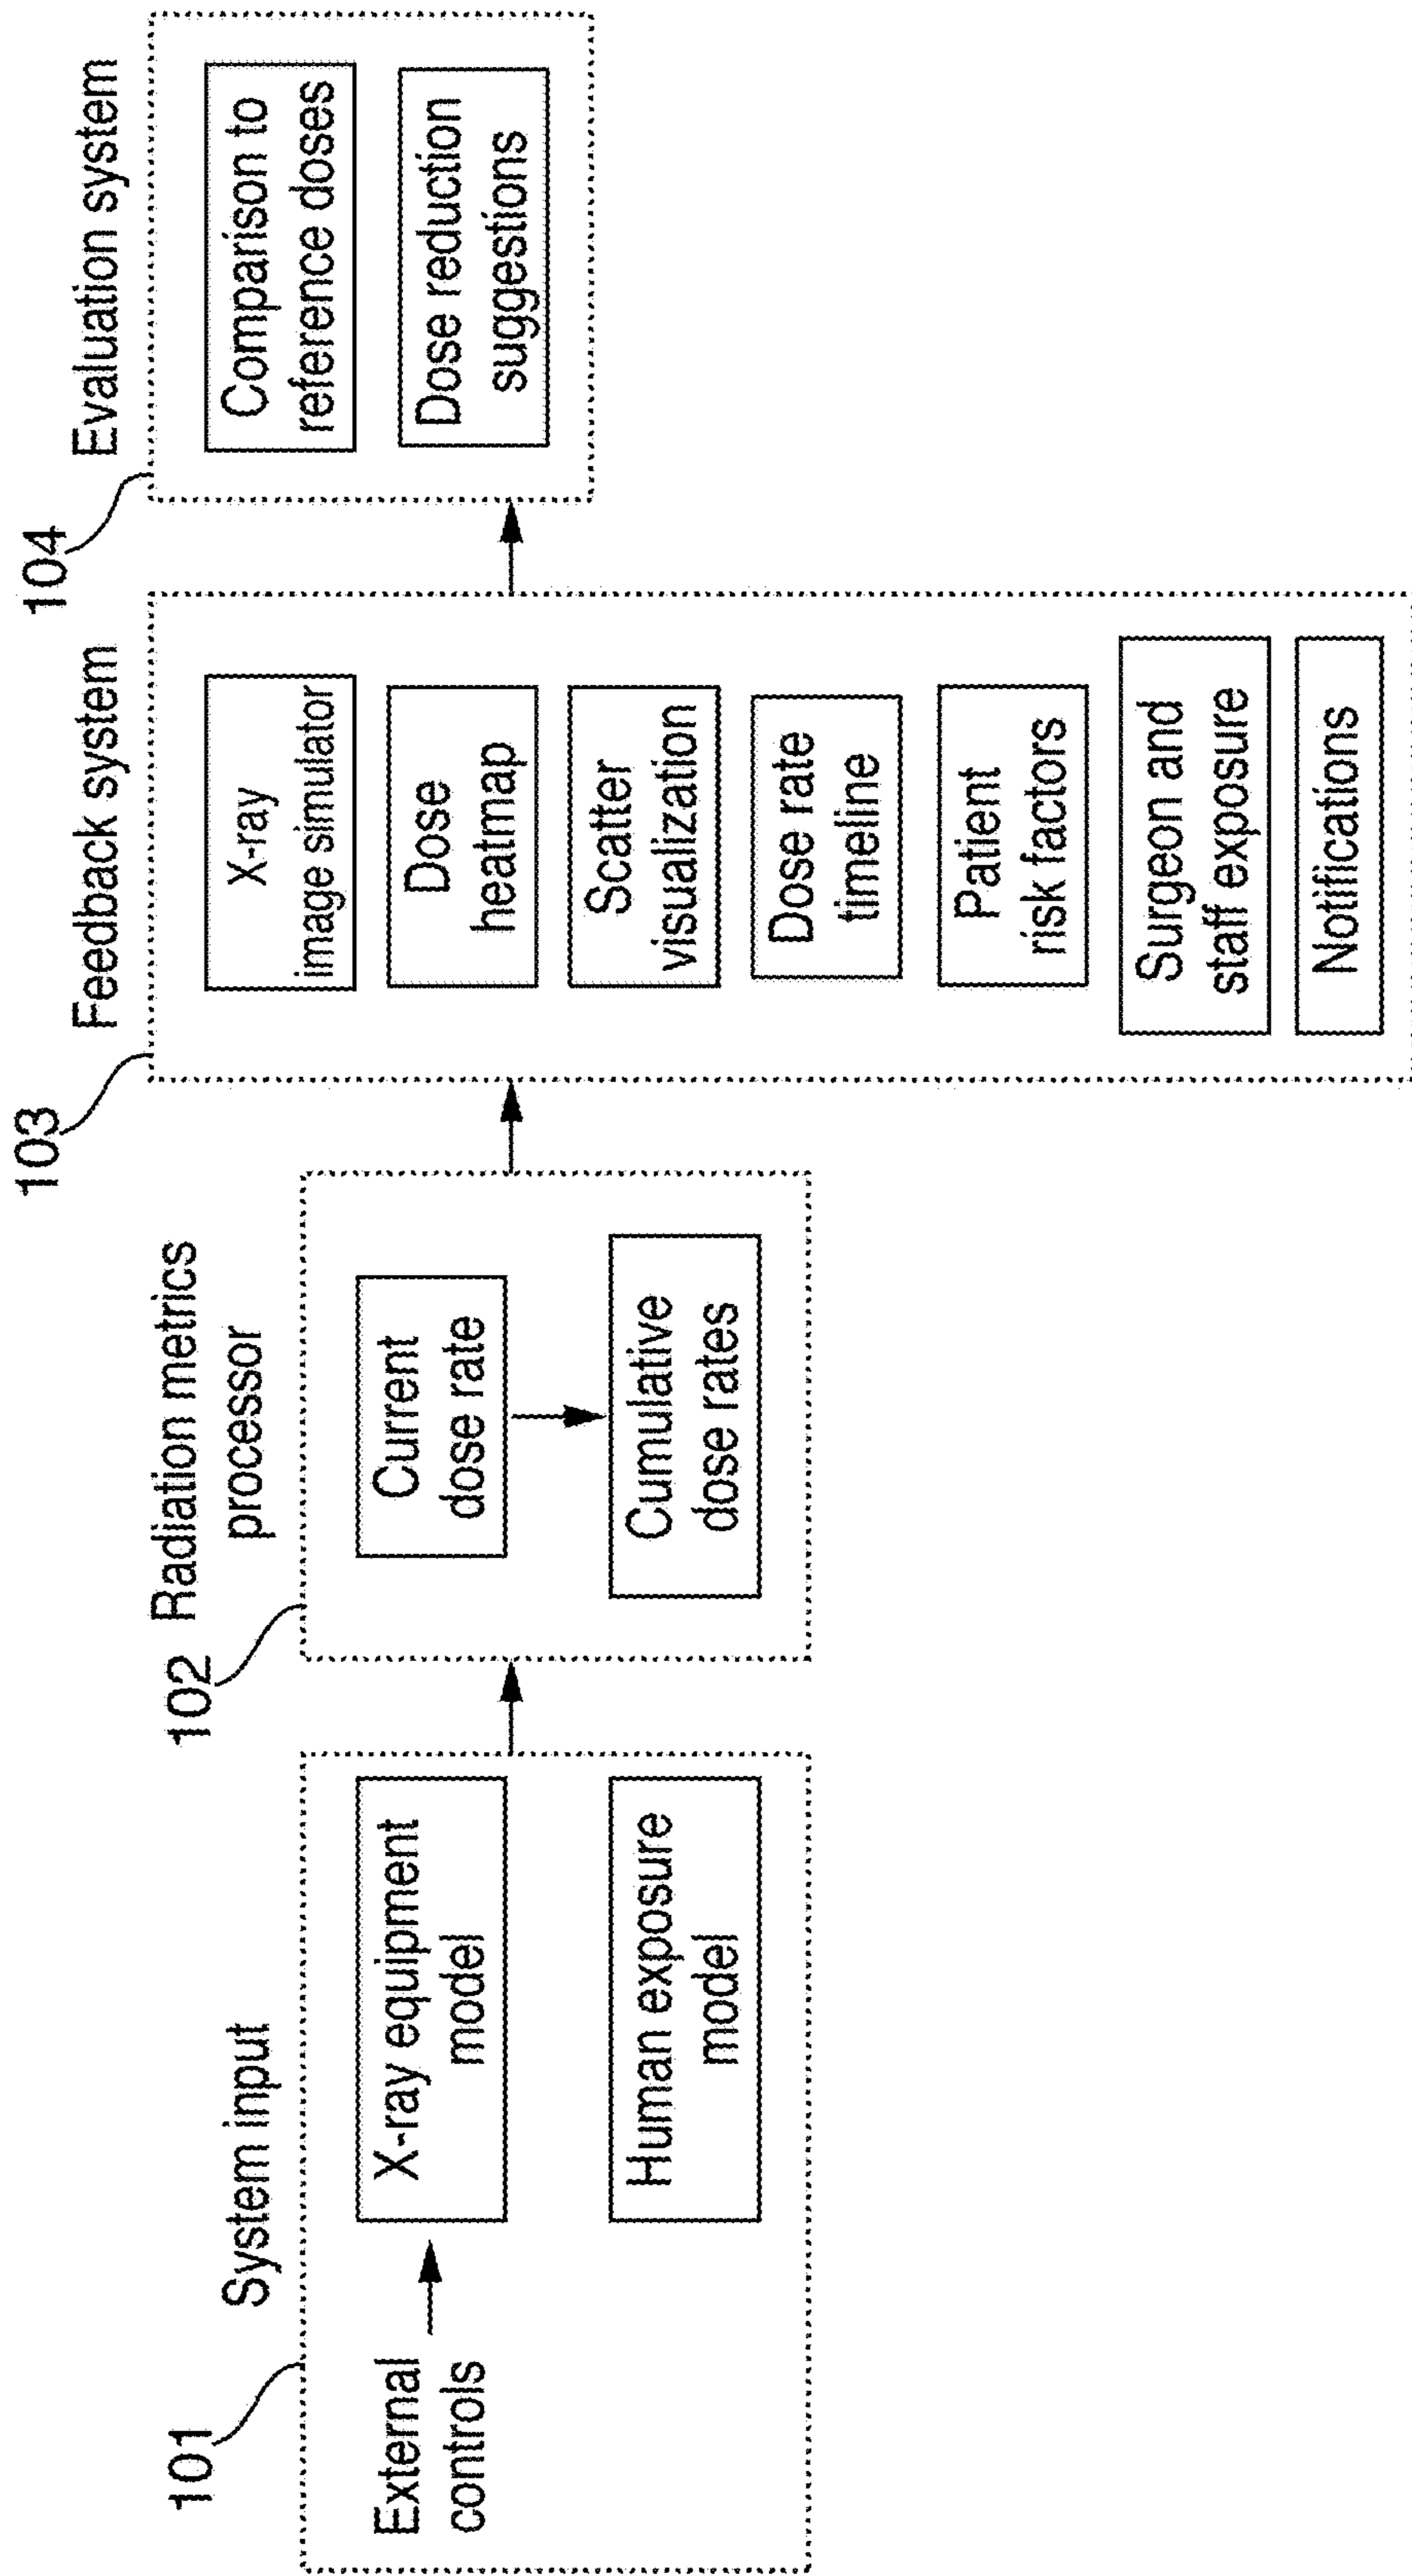 101
System input
External
controls
X-ray equipment
model
Human exposure
model
102
Radiation metrics
processor
Current
dose rate
Cumulative
dose rates
103
Feedback system
X-ray
image simulator
Dose
heatmap
Scatter
visualization
Dose rate
timeline
Patient
risk factors
Surgeon and
staff exposure
Notifications
104
Evaluation system
Comparison to
reference doses
Dose reduction
suggestions